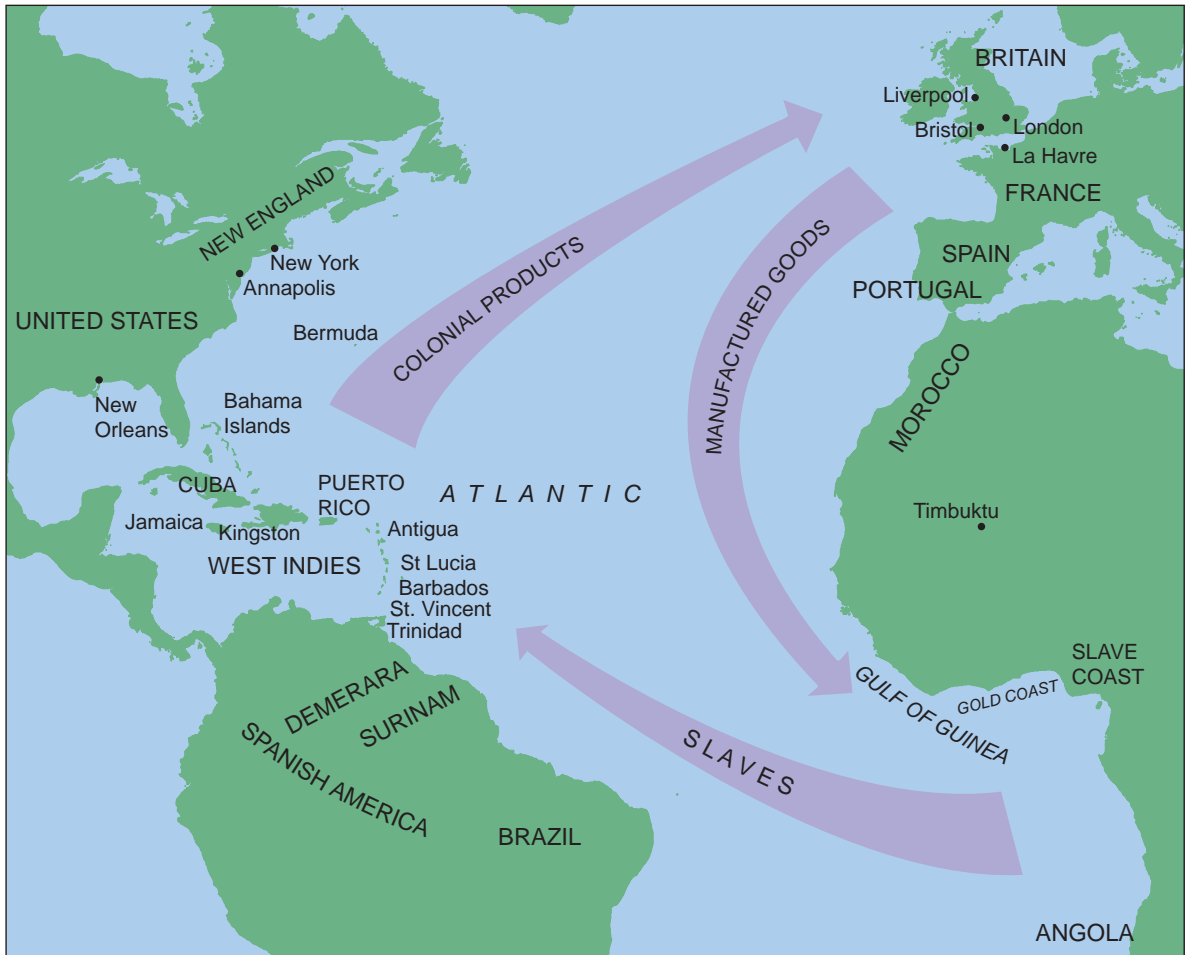 BRITAIN
Liverpool
Bristol
London
La Havre
FRANCE
NEW ENGLAND
New York
Annapolis
COLONIAL PRODUCTS
MANUFACTURED GOODS
SPAIN
PORTUGAL
UNITED STATES
Bermuda
MOROCCO
New
Orleans
Bahama
Islands
CUBA
PUERTO
RICO
ATLANTIC
Timbuktu
Jamaica
Kingston
Antigua
WEST INDIES
St Lucia
Barbados
St. Vincent
Trinidad
SLAVE
COAST
GOLD COAST
GULF OF GUINEA
DEMERARA
SURINAM
SPANISH AMERICA
SLAVES
BRAZIL
ANGOLA